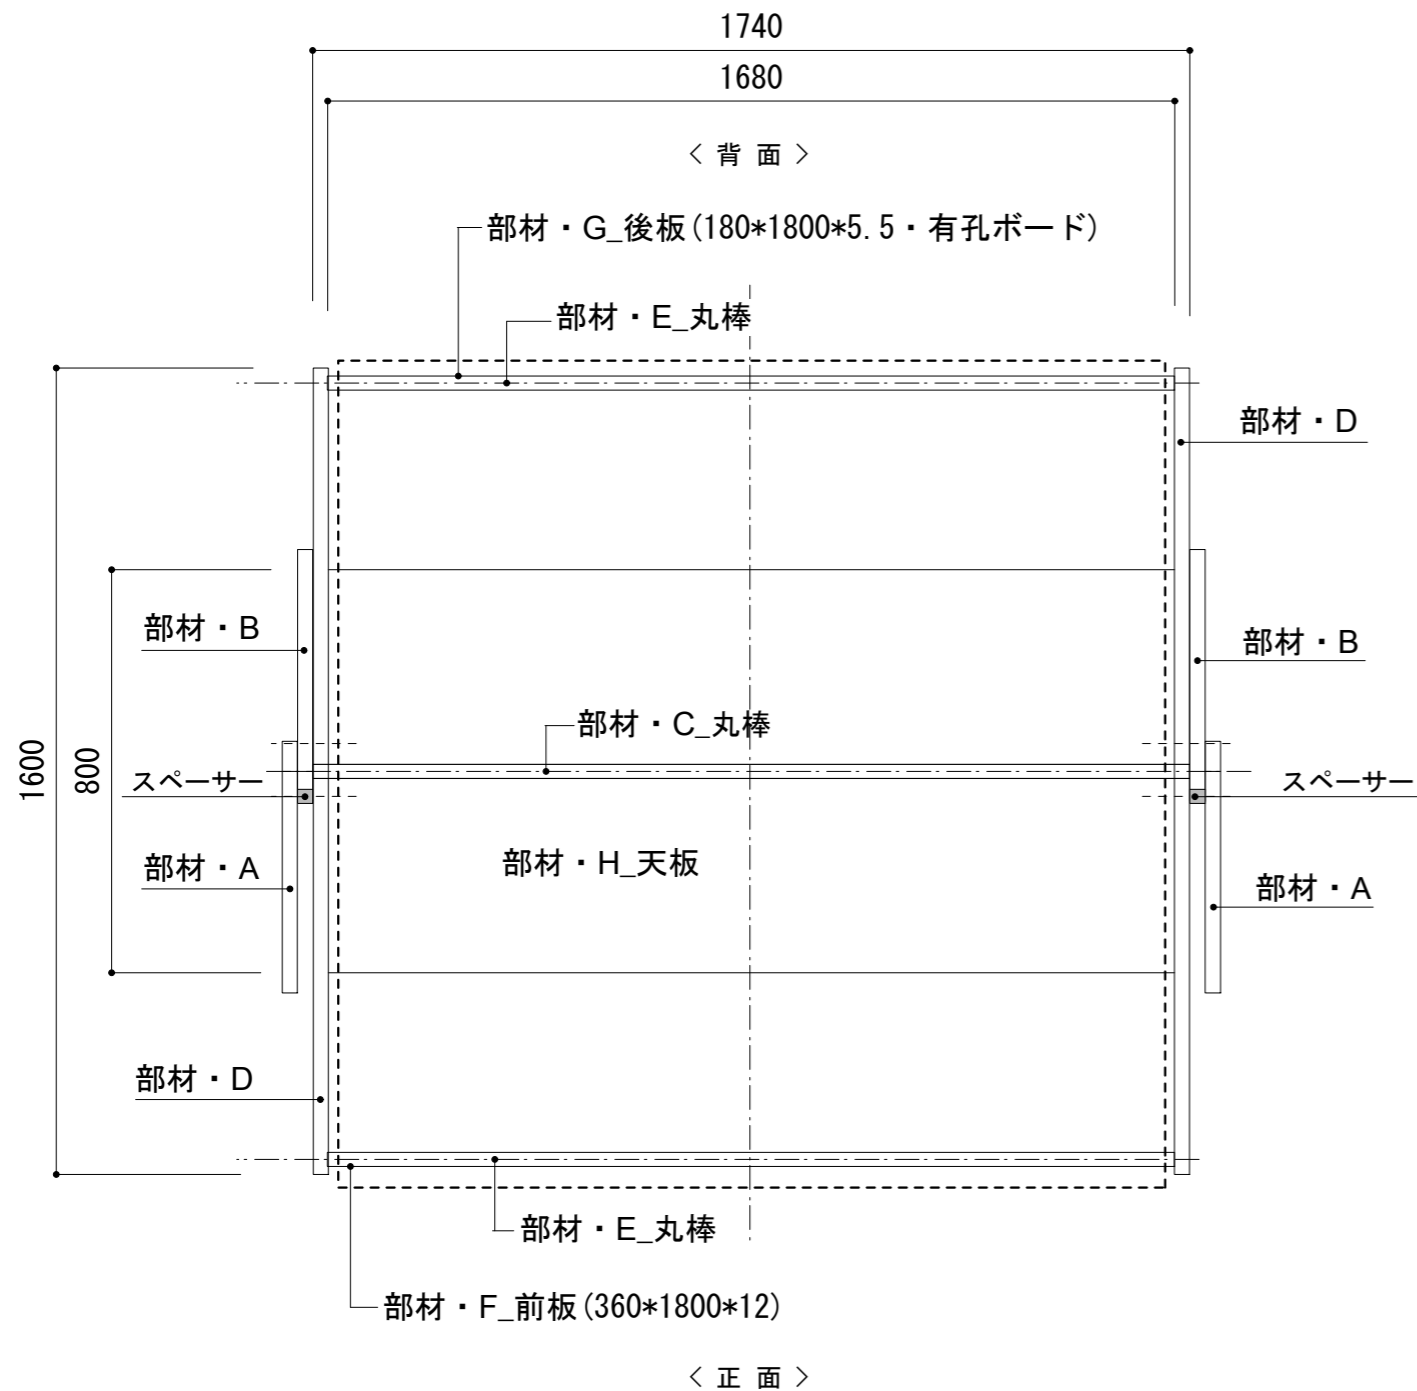 1740
1680
〈 背 面 〉
部材・G_後板(180*1800*5.5・有孔ボード)
部材・E_丸棒
部材・D
部材・B
部材・B
部材・C_丸棒
1600
800
スペーサー
スペーサー
部材・H_天板
部材・A
部材・A
部材・D
部材・E_丸棒
部材・F_前板(360*1800*12)
〈 正 面 〉